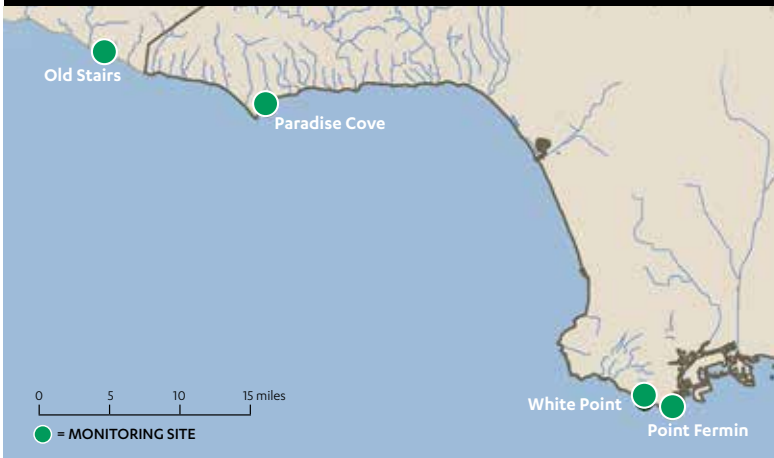 Old Stairs
Paradise Cove
0 5 10 15 miles
White Point
Point Fermin
= MONITORING SITE